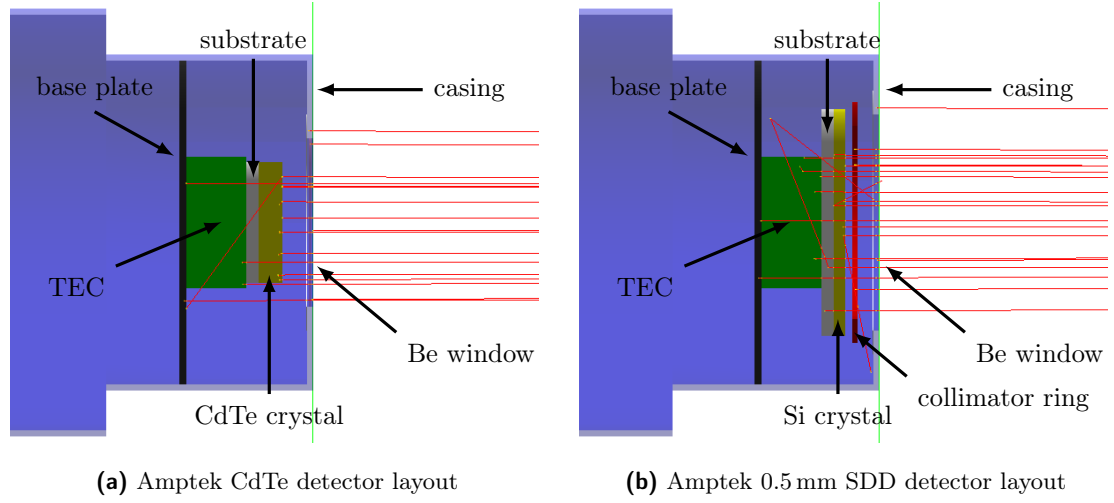 substrate
base plate
casing
TEC
Be window
CdTe crystal
(a) Amptek CdTe detector layout
substrate
base plate
casing
TEC
Be window
collimator ring
Si crystal
(b) Amptek 0.5 mm SDD detector layout